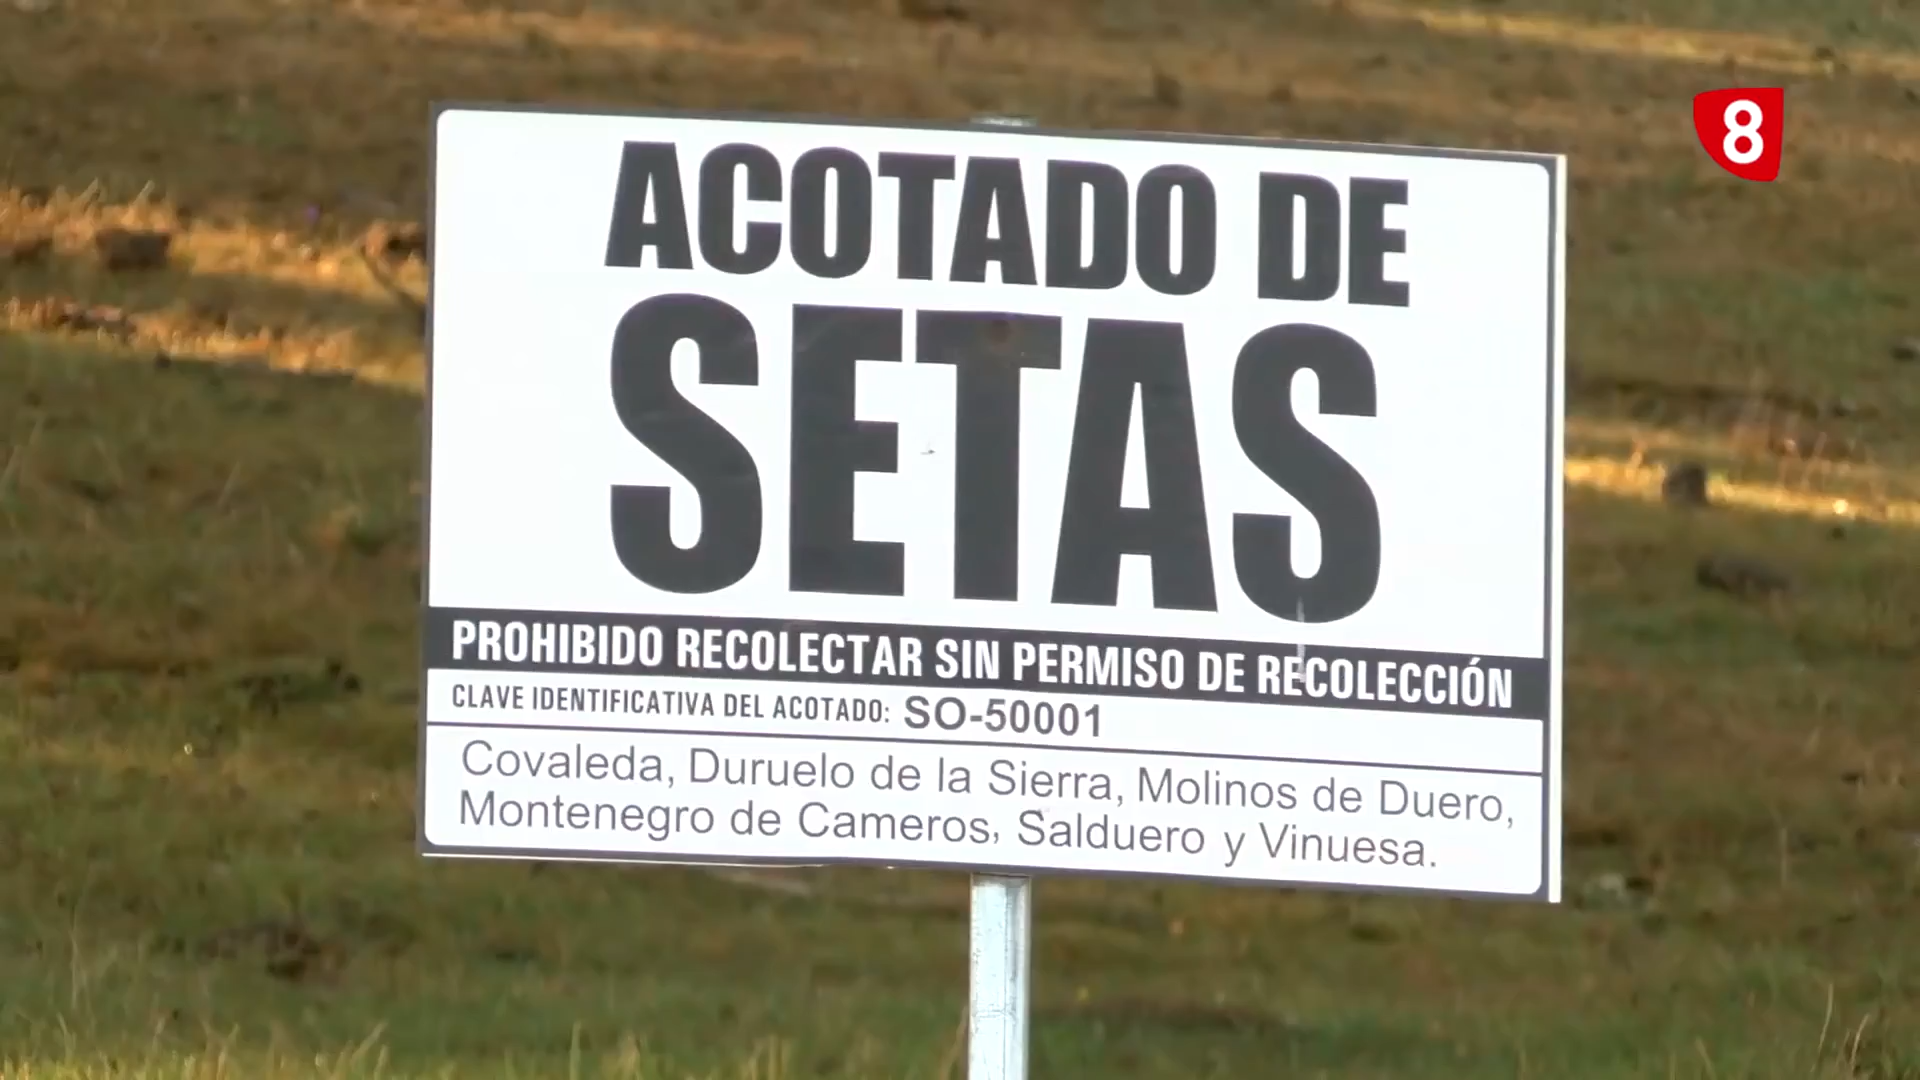 8
ACOTADO DE
SETAS
PROHIBIDO RECOLECTAR SIN PERMISO DE RECOLECCIÓN
CLAVE IDENTIFICATIVA DEL ACOTADO: SO-50001
Covaleda, Duruelo de la Sierra, Molinos de Duero,
Montenegro de Cameros, Salduero y Vinuesa.